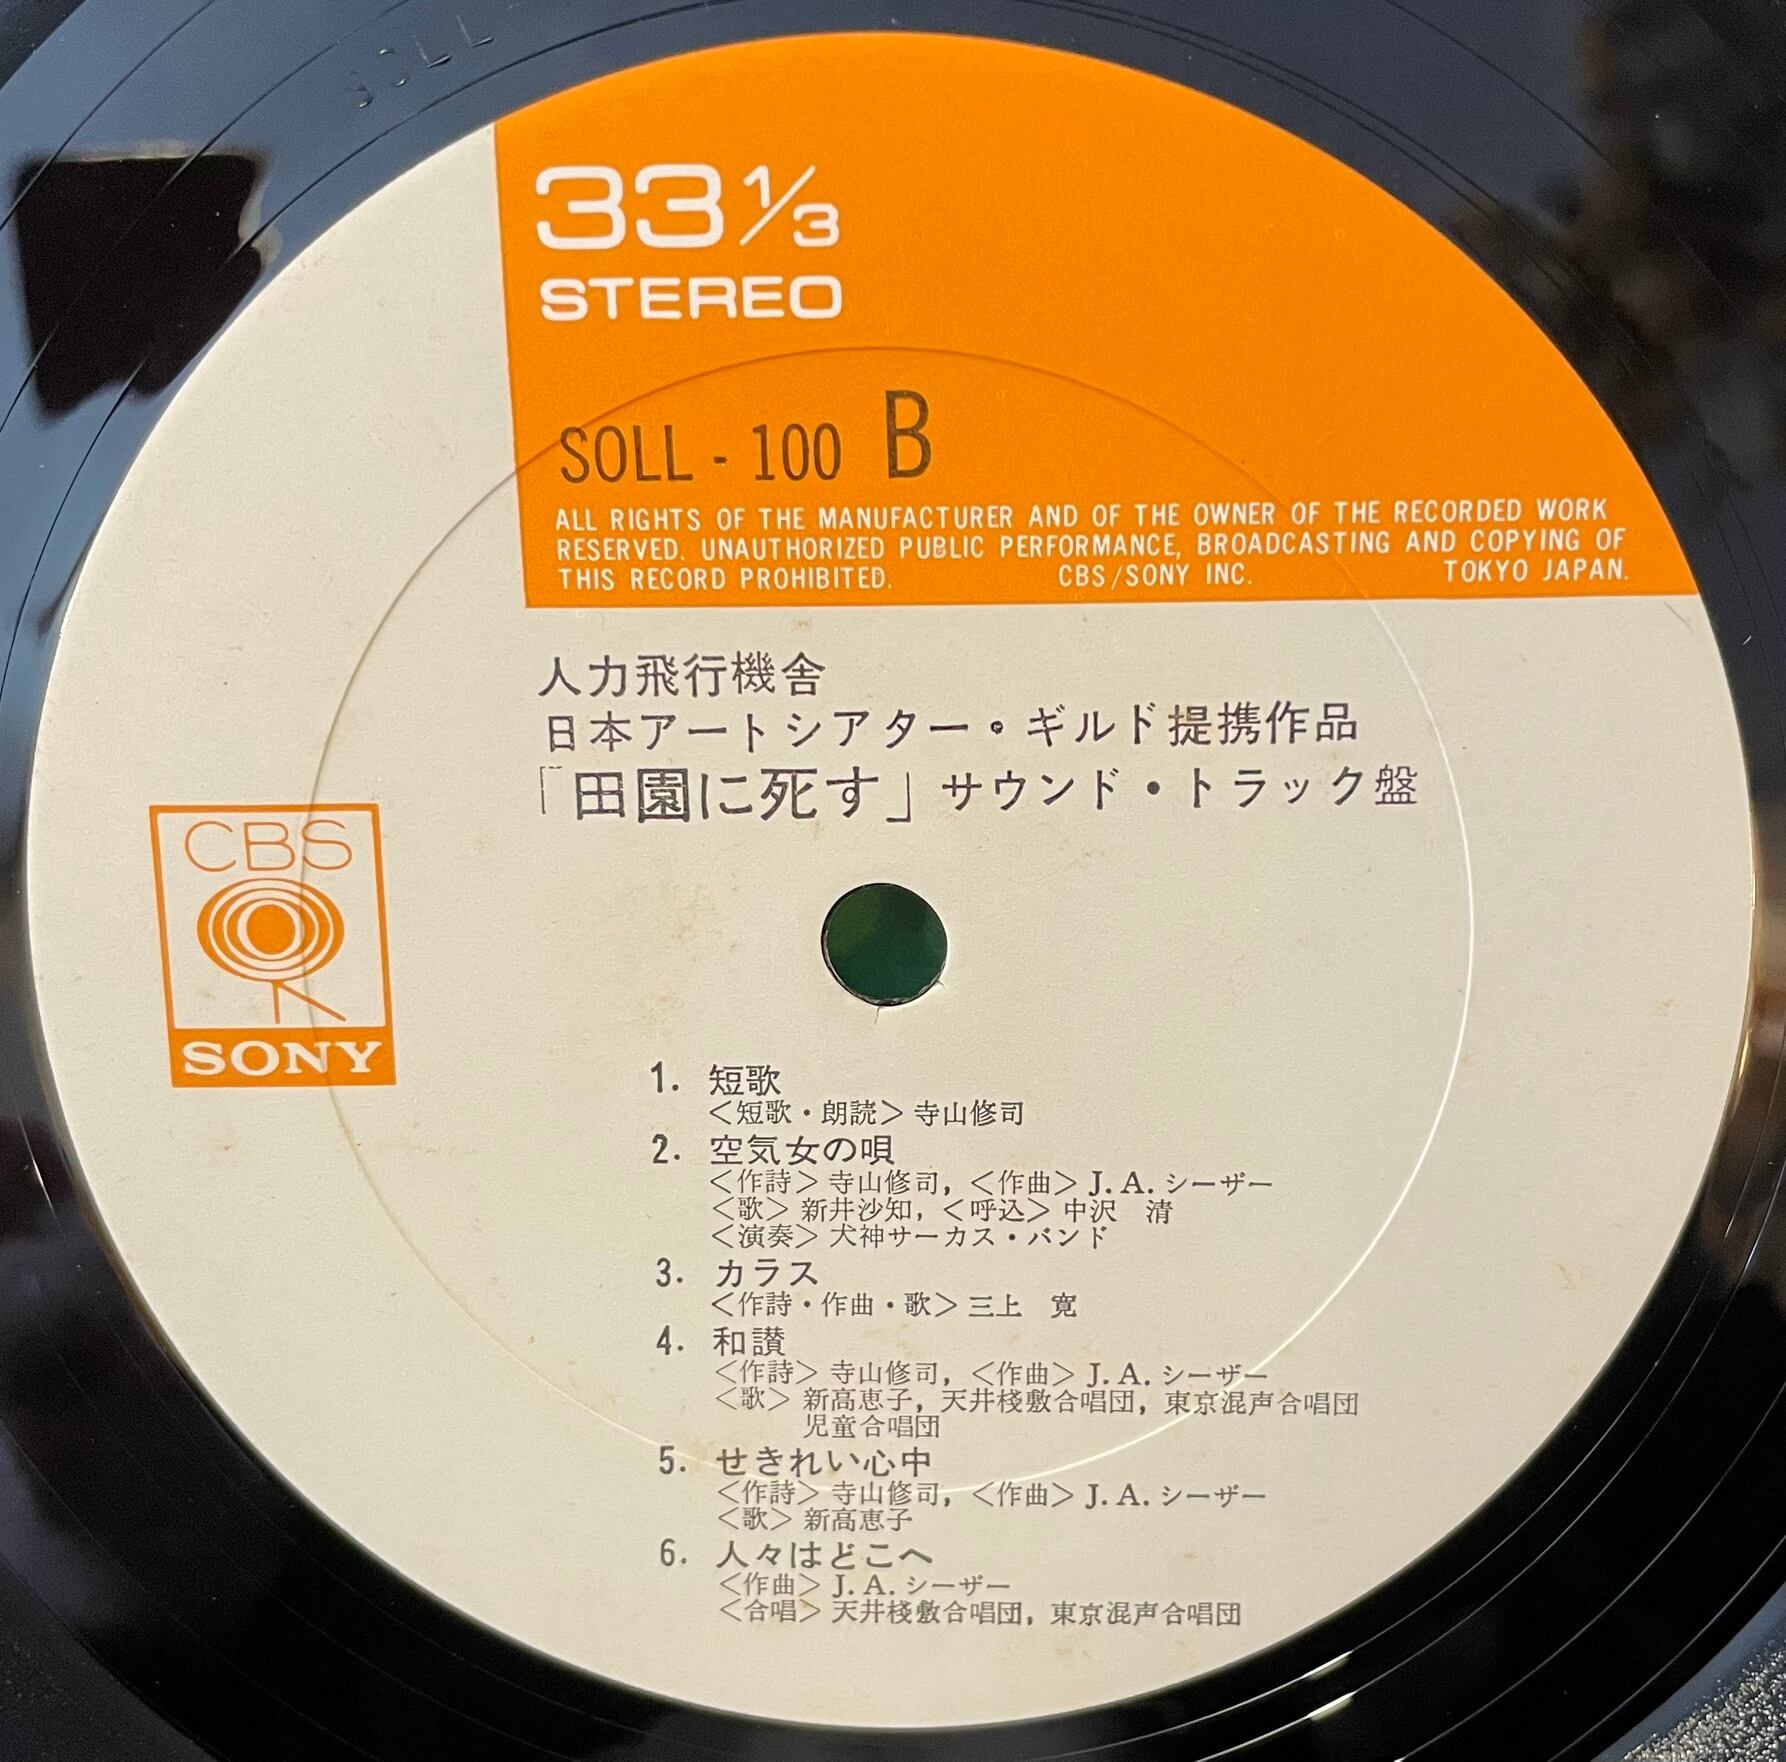 SOLL
33 1/3
STEREO
SOLL - 100 B
ALL RIGHTS OF THE MANUFACTURER AND OF THE OWNER OF THE RECORDED WORK
RESERVED. UNAUTHORIZED PUBLIC PERFORMANCE, BROADCASTING AND COPYING OF
THIS RECORD PROHIBITED. CBS/SONY INC. TOKYO JAPAN.
人力飛行機舎
日本アートシアター・ギルド提携作品
「田園に死す」サウンド・トラック盤
CBS
SONY
1. 短歌
<短歌・朗読> 寺山修司
2. 空気女の唄
<作詩> 寺山修司, <作曲> J. A. シーザー
<歌> 新井沙知, <呼込> 中沢 清
<演奏> 犬神サーカス・バンド
3. カラス
<作詩・作曲・歌> 三上 寛
4. 和讃
<作詩> 寺山修司, <作曲> J. A. シーザー
<歌> 新高恵子, 天井棧敷合唱団, 東京混声合唱団
児童合唱団
5. せきれい心中
<作詩> 寺山修司, <作曲> J. A. シーザー
<歌> 新高恵子
6. 人々はどこへ
<作曲> J. A. シーザー
<合唱> 天井棧敷合唱団, 東京混声合唱団